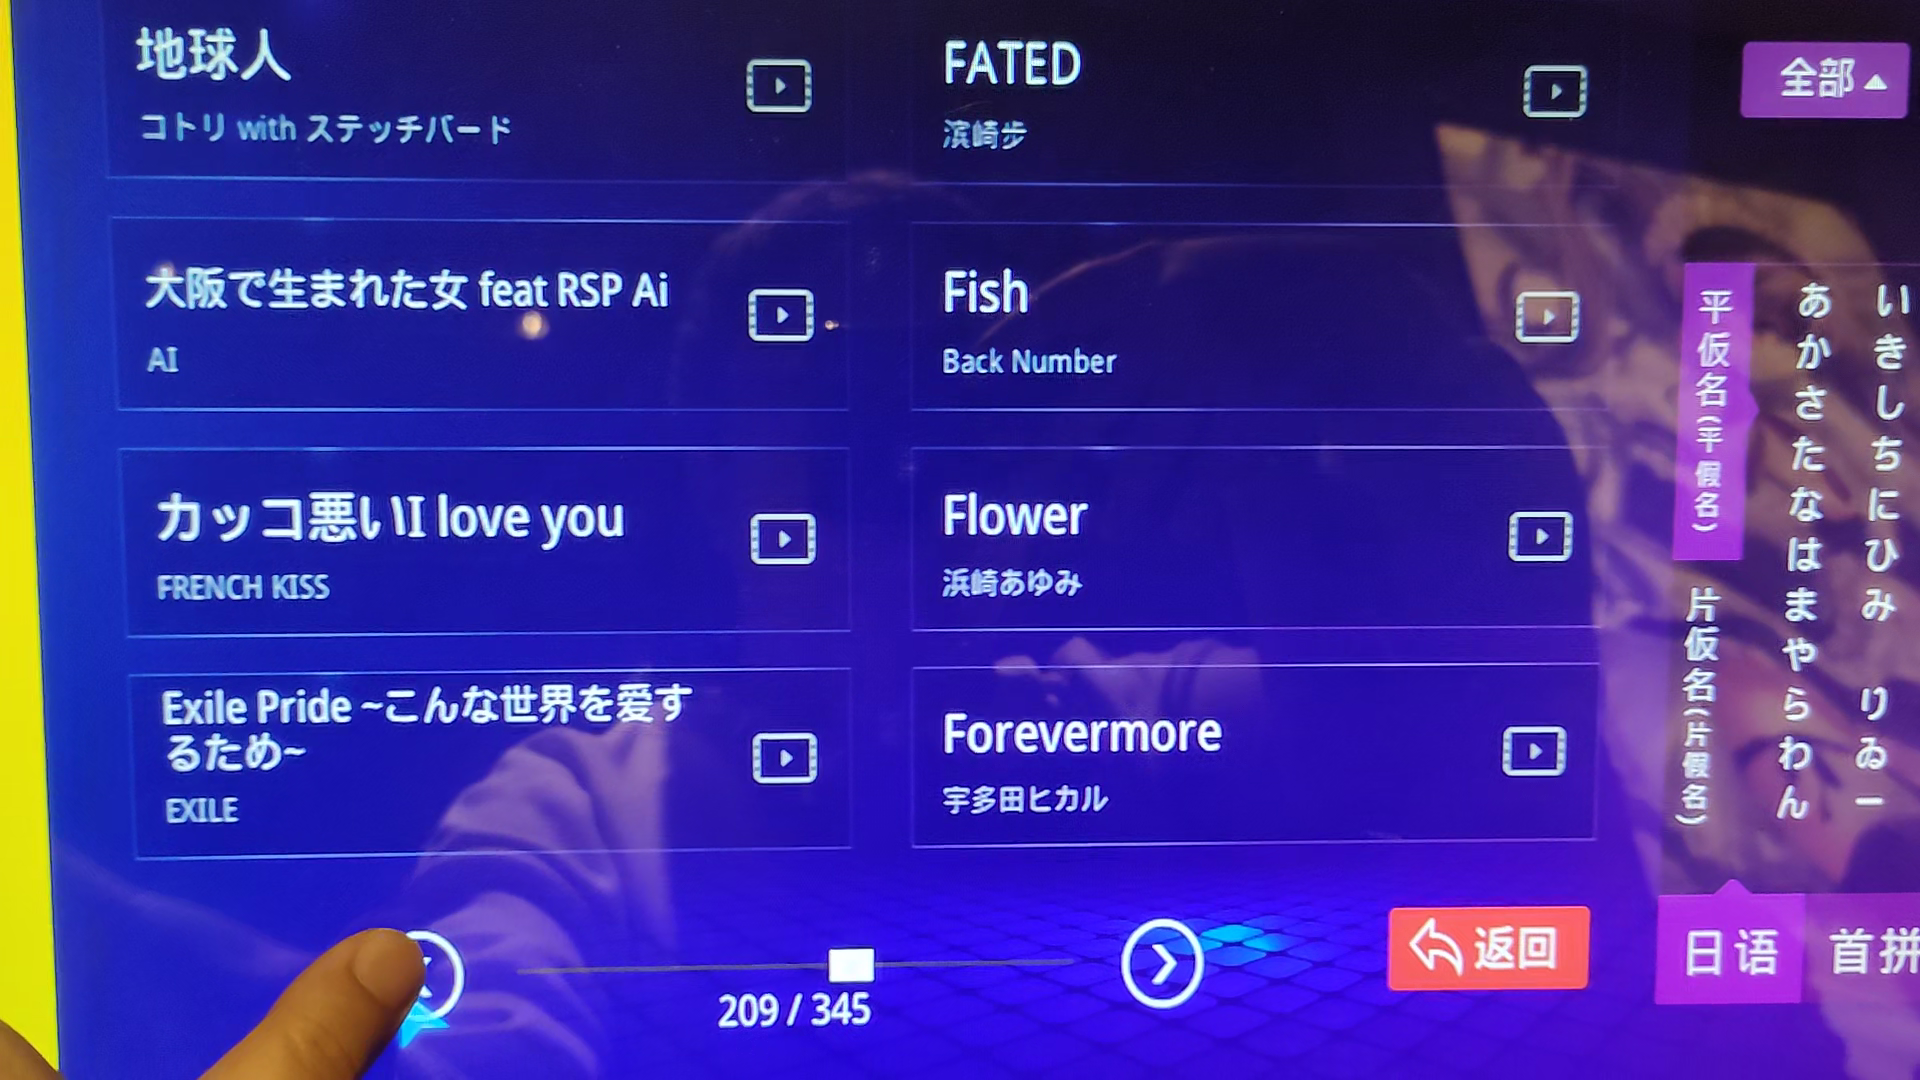 地球人
コトリ with ステッチバード
FATED
滨崎步
全部
大阪で生まれた女 feat RSP Ai
AI
Fish
Back Number
カッコ悪いI love you
FRENCH KISS
Flower
浜崎あゆみ
Exile Pride ~こんな世界を愛す
るため~
EXILE
Forevermore
宇多田ヒカル
平仮名(平假名)
片仮名(片假名)
あかさたなはまやらわん
いきしちにひみ りゐー
209 / 345
返回
日语
首拼